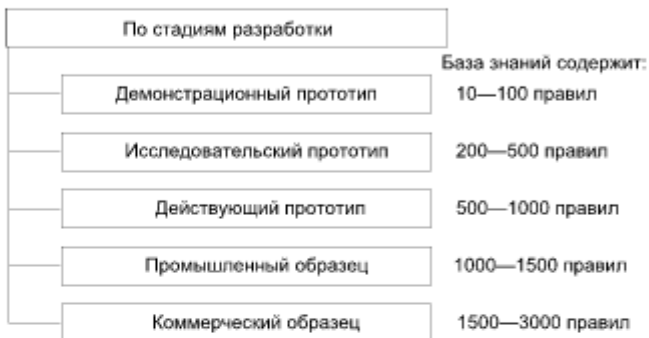 По стадиям разработки
База знаний содержит:
Демонстрационный прототип 10—100 правил
Исследовательский прототип 200—500 правил
Действующий прототип 500—1000 правил
Промышленный образец 1000—1500 правил
Коммерческий образец 1500—3000 правил